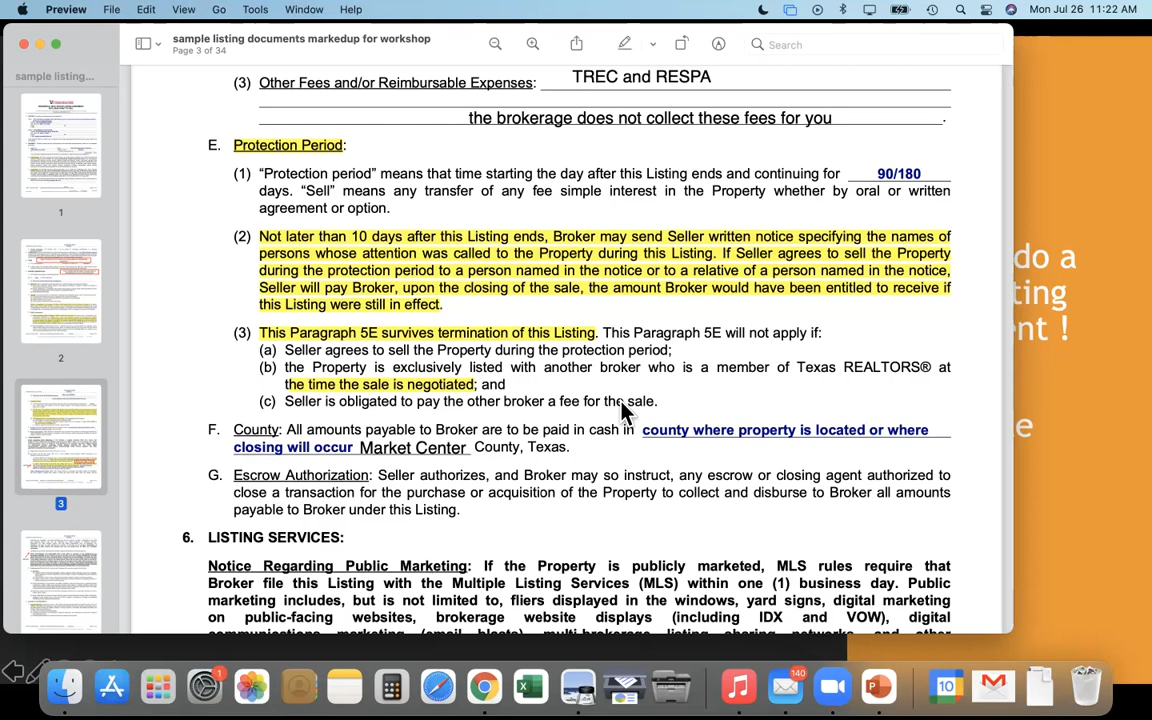 Preview File Edit View Go Tools Window Help Mon Jul 26 11:22 AM
sample listing documents markedup for workshop
Page 3 of 34
Search
sample listing...
1
2
3
(3) Other Fees and/or Reimbursable Expenses: TREC and RESPA
the brokerage does not collect these fees for you .
E. Protection Period:
(1) “Protection period” means that time starting the day after this Listing ends and continuing for 90/180
days. “Sell” means any transfer of any fee simple interest in the Property whether by oral or written
agreement or option.
(2) Not later than 10 days after this Listing ends, Broker may send Seller written notice specifying the names of
persons whose attention was called to the Property during this Listing. If Seller agrees to sell the Property
during the protection period to a person named in the notice or to a relative of a person named in the notice,
Seller will pay Broker, upon the closing of the sale, the amount Broker would have been entitled to receive if
this Listing were still in effect.
(3) This Paragraph 5E survives termination of this Listing. This Paragraph 5E will not apply if:
(a) Seller agrees to sell the Property during the protection period;
(b) the Property is exclusively listed with another broker who is a member of Texas REALTORS® at
the time the sale is negotiated; and
(c) Seller is obligated to pay the other broker a fee for the sale.
F. County: All amounts payable to Broker are to be paid in cash in county where property is located or where
closing will occur Market Center County, Texas.
G. Escrow Authorization: Seller authorizes, and Broker may so instruct, any escrow or closing agent authorized to
close a transaction for the purchase or acquisition of the Property to collect and disburse to Broker all amounts
payable to Broker under this Listing.
6. LISTING SERVICES:
Notice Regarding Public Marketing: If the Property is publicly marketed, MLS rules require that
Broker file this Listing with the Multiple Listing Services (MLS) within one (1) business day. Public
marketing includes, but is not limited to, fliers displayed in the windows, yard signs, digital marketing
on public-facing websites, brokerage website displays (including IDX and VOW), digital
communications marketing (email blasts), multi-brokerage listing sharing networks, and other
do a
ting
nt !
e
1
140
10